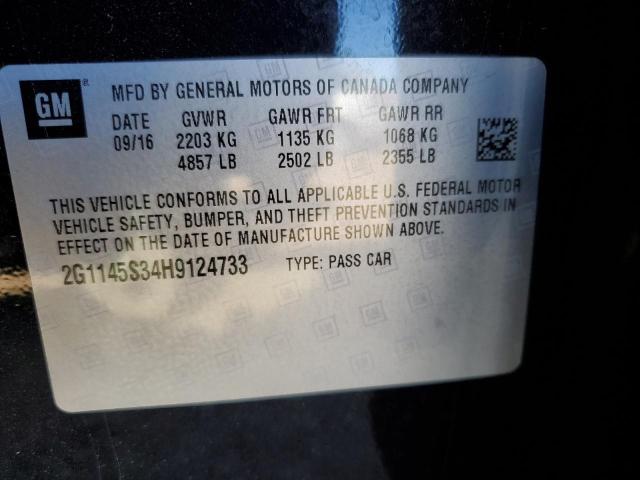 GM ® MFD BY GENERAL MOTORS OF CANADA COMPANY
DATE GVWR GAWR FRT GAWR RR
09/16 2203 KG 1135 KG 1068 KG
4857 LB 2502 LB 2355 LB
THIS VEHICLE CONFORMS TO ALL APPLICABLE U.S. FEDERAL MOTOR
VEHICLE SAFETY, BUMPER, AND THEFT PREVENTION STANDARDS IN
EFFECT ON THE DATE OF MANUFACTURE SHOWN ABOVE.
2G1145S34H9124733 TYPE: PASS CAR